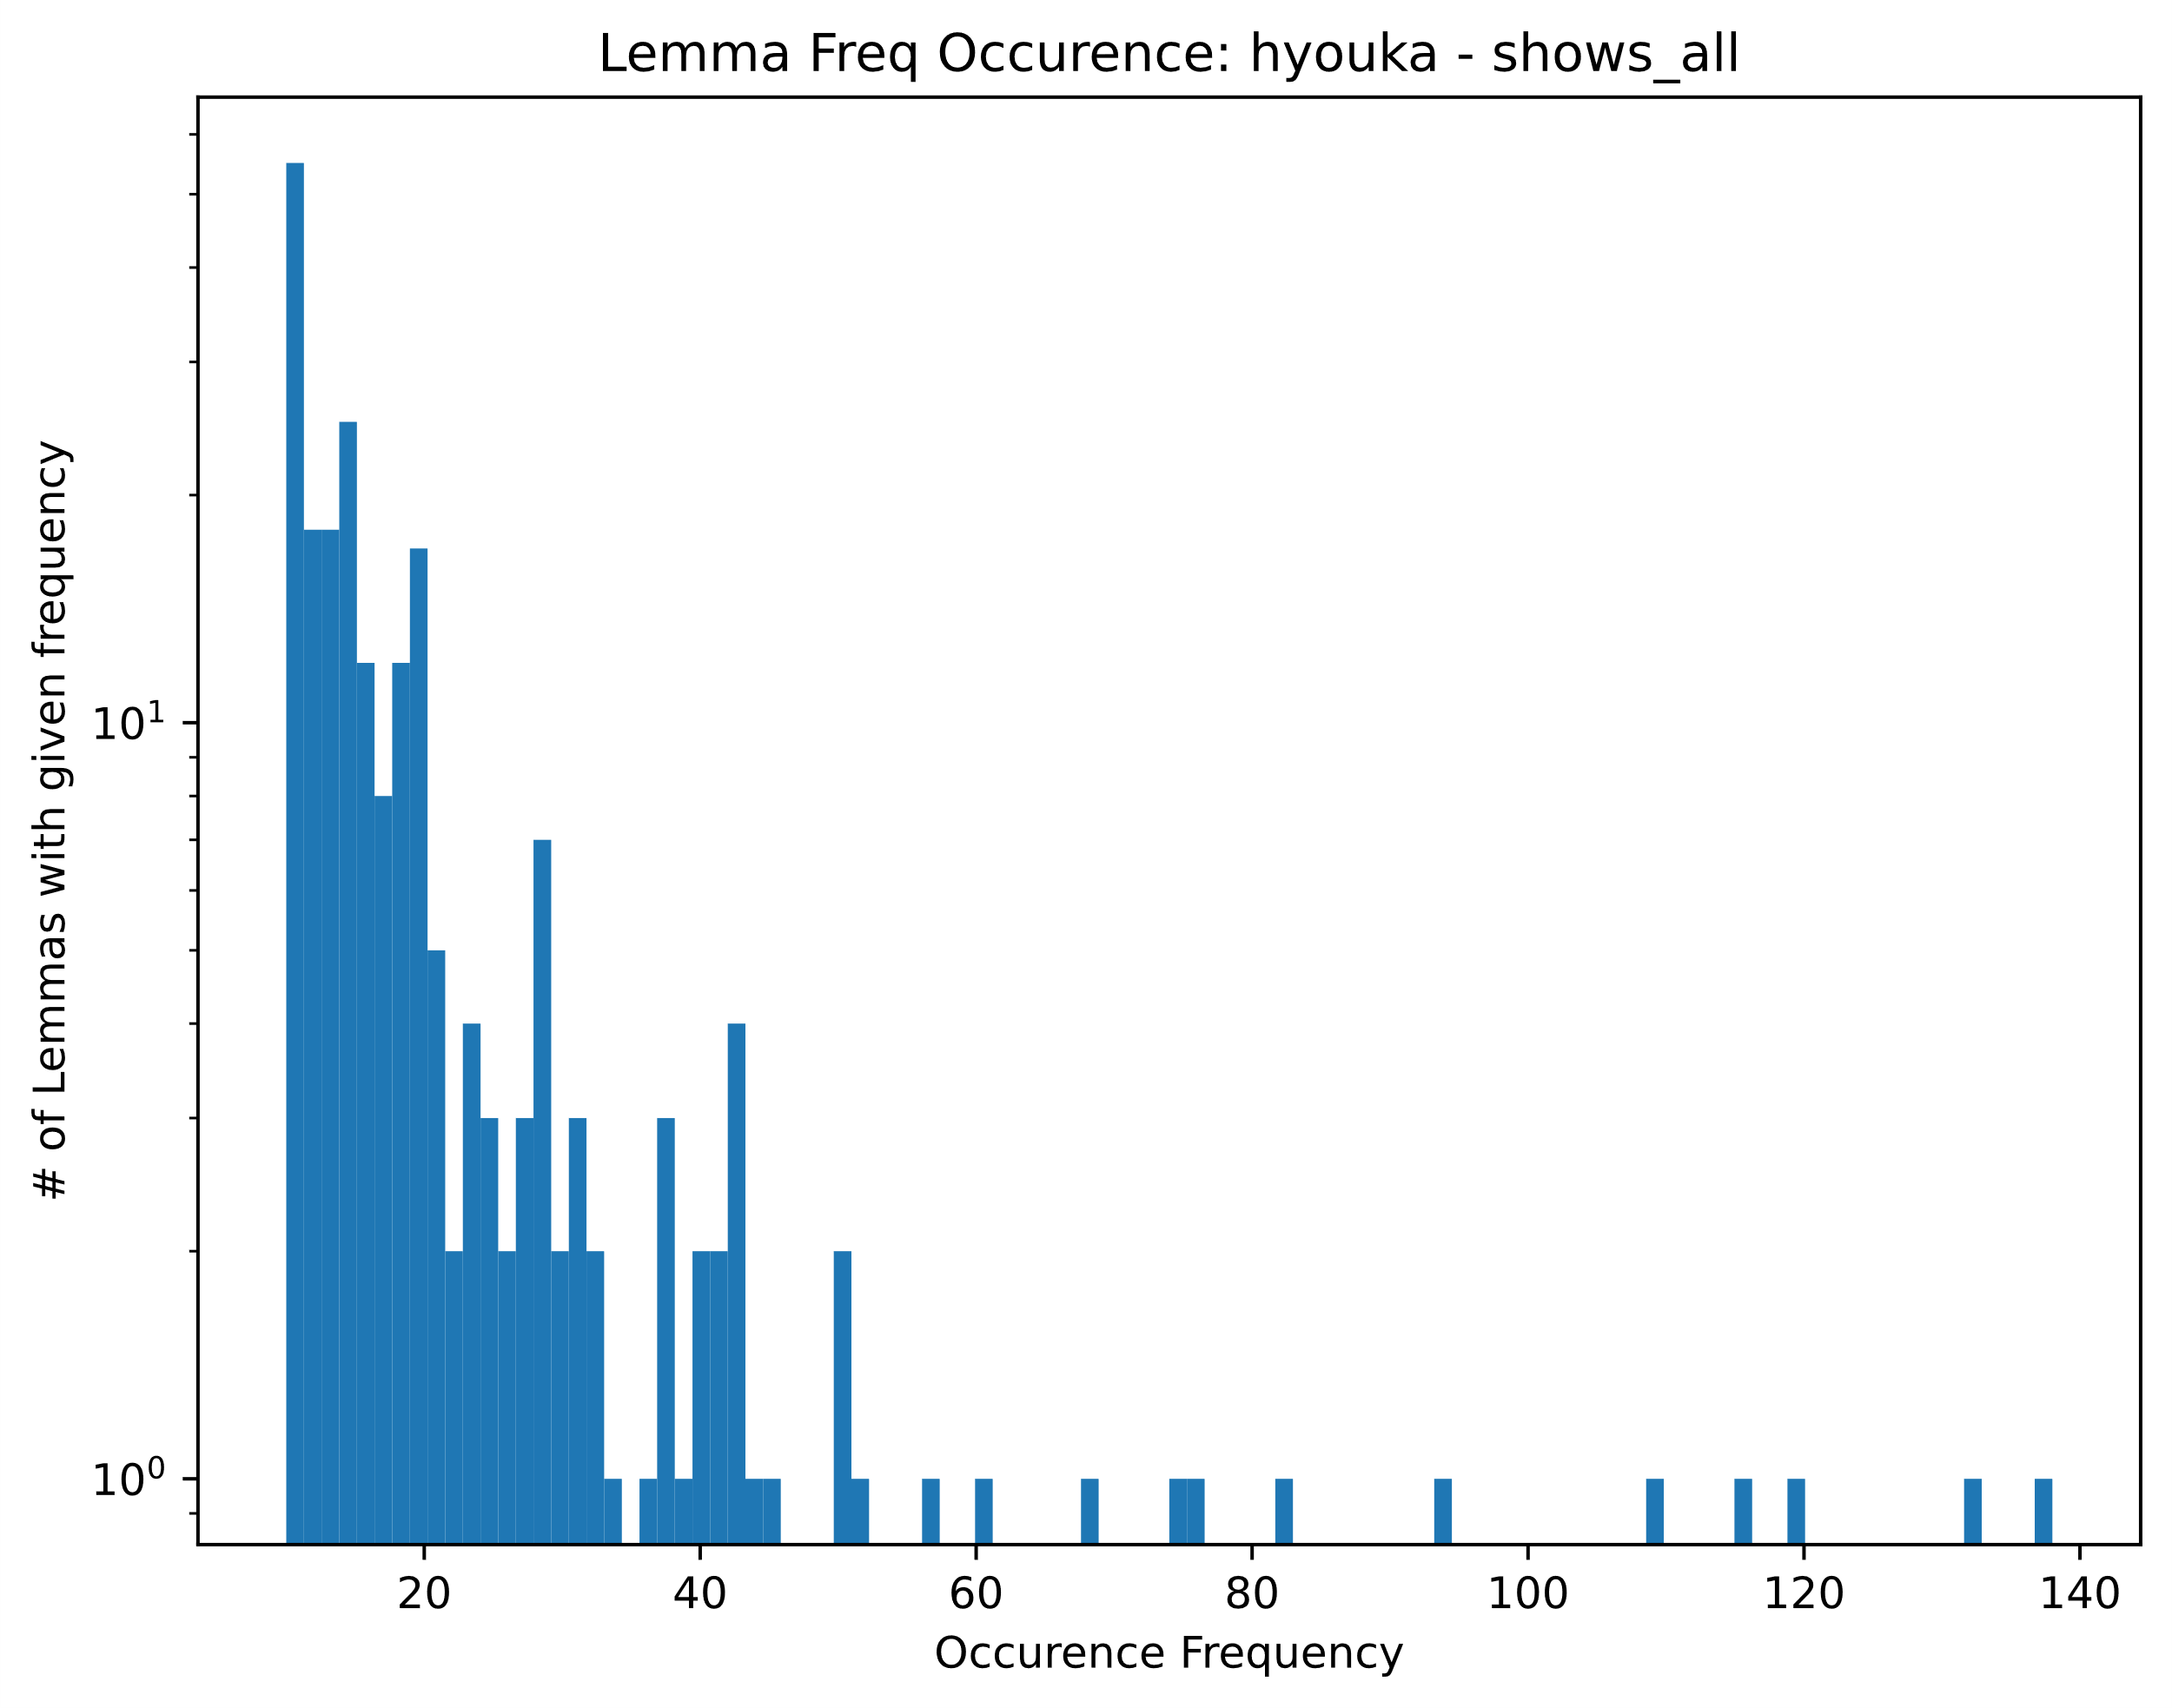 Lemma Freq Occurence: hyouka - shows_all
# of Lemmas with given frequency
10¹
10⁰
20 40 60 80 100 120 140
Occurence Frequency